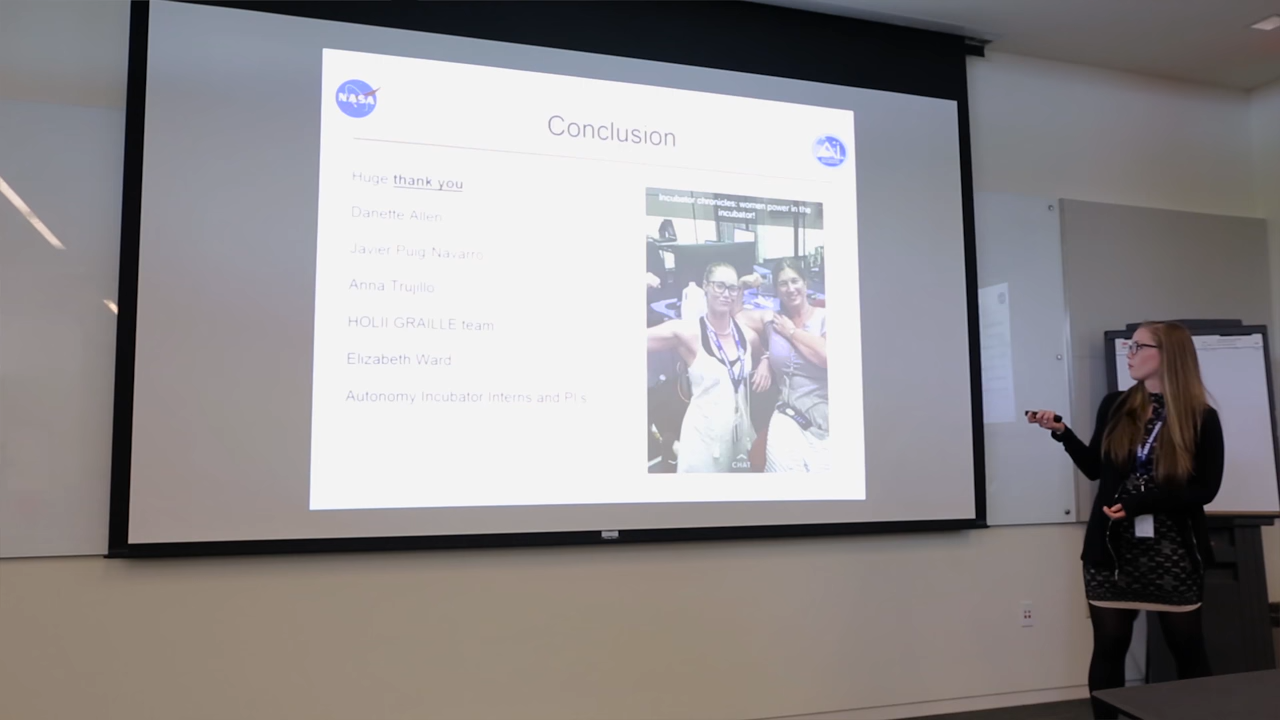 NASA
Conclusion
Huge thank you
Danette Allen
Javier Puig-Navarro
Anna Trujillo
HOLII GRAILLE team
Elizabeth Ward
Autonomy Incubator Interns and PI.s
Incubator chronicles: women power in the
incubator!
CHAT